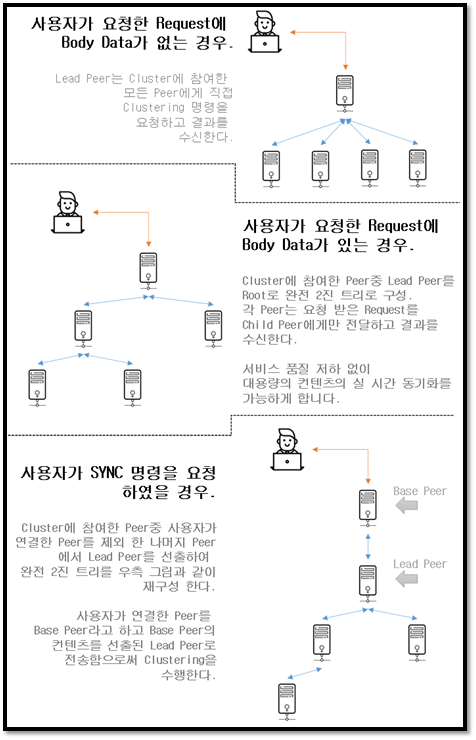 사용자가 요청한 Request에
Body Data가 없는 경우.
Lead Peer는 Cluster에 참여한
모든 Peer에게 직접
Clustering 명령을
요청하고 결과를
수신한다.
사용자가 요청한 Request에
Body Data가 있는 경우.
Cluster에 참여한 Peer중 Lead Peer를
Root로 완전 2진 트리로 구성.
각 Peer는 요청 받은 Request를
Child Peer에게만 전달하고 결과를
수신한다.
서비스 품질 저하 없이
대용량의 컨텐츠의 실 시간 동기화를
가능하게 합니다.
사용자가 SYNC 명령을 요청
하였을 경우.
Cluster에 참여한 Peer중 사용자가
연결한 Peer를 제외 한 나머지 Peer
에서 Lead Peer를 선출하여
완전 2진 트리를 우측 그림과 같이
재구성 한다.
사용자가 연결한 Peer를
Base Peer라고 하고 Base Peer의
컨텐츠를 선출된 Lead Peer로
전송함으로써 Clustering을
수행한다.
Base Peer
Lead Peer